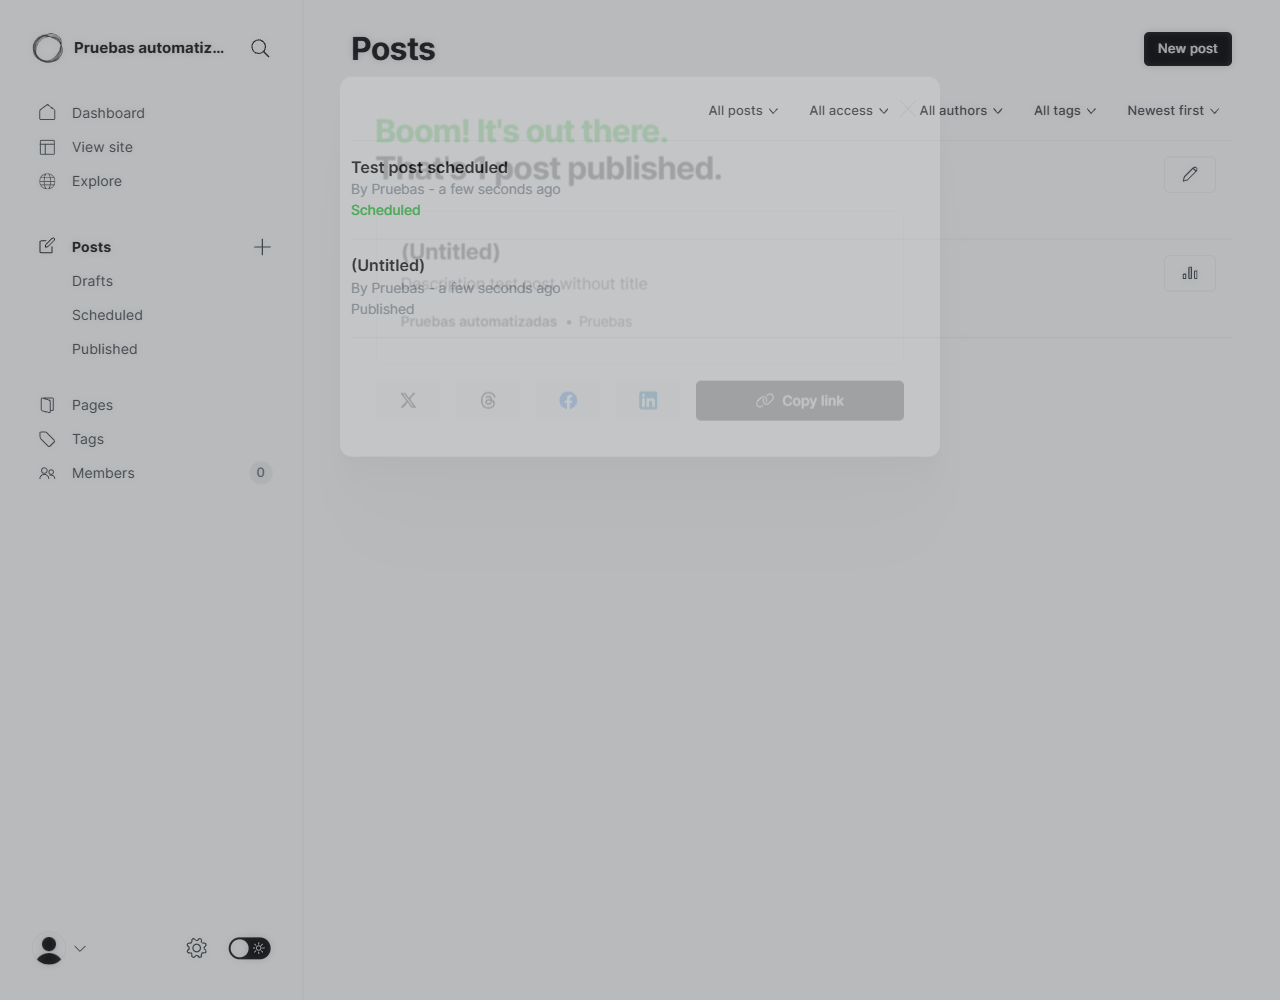 Pruebas automatiz...
Dashboard
View site
Explore
Posts
Drafts
Scheduled
Published
Pages
Tags
Members 0
Posts
New post
All posts
All access
All authors
All tags
Newest first
Boom! It's out there.
That's 1 post published.
Test post scheduled
By Pruebas - a few seconds ago
Scheduled
(Untitled)
Description test post without title
Pruebas automatizadas • Pruebas
(Untitled)
By Pruebas - a few seconds ago
Published
Copy link